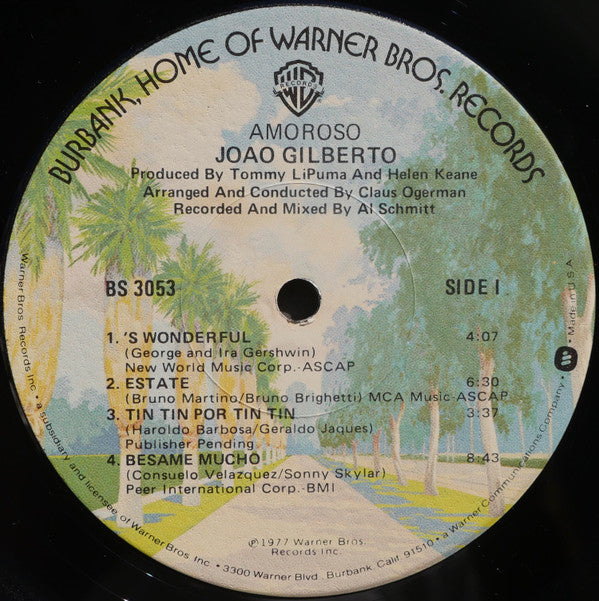 BURBANK, HOME OF WARNER BROS. RECORDS
WB
RECORDS
AMOROSO
JOAO GILBERTO
Produced By Tommy LiPuma And Helen Keane
Arranged And Conducted By Claus Ogerman
Recorded And Mixed By Al Schmitt
BS 3053
SIDE I
1. 'S WONDERFUL 4:07
(George and Ira Gershwin)
New World Music Corp.-ASCAP
2. ESTATE 6:30
(Bruno Martino/Bruno Brighetti) MCA Music-ASCAP
3. TIN TIN POR TIN TIN 3:37
(Haroldo Barbosa/Geraldo Jaques)
Publisher Pending
4. BESAME MUCHO 8:43
(Consuelo Velazquez/Sonny Skylar)
Peer International Corp.-BMI
℗1977 Warner Bros.
Records Inc.
Warner Bros. Records Inc. • a subsidiary and licensee of Warner Bros. Inc. • 3300 Warner Blvd., Burbank, Calif. 91510 • a Warner Communications Company • Made in U.S.A.